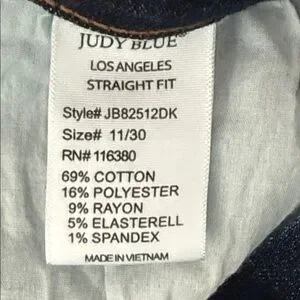 JUDY BLUE
LOS ANGELES
STRAIGHT FIT
Style# JB82512DK
Size# 11/30
RN# 116380
69% COTTON
16% POLYESTER
9% RAYON
5% ELASTERELL
1% SPANDEX
MADE IN VIETNAM